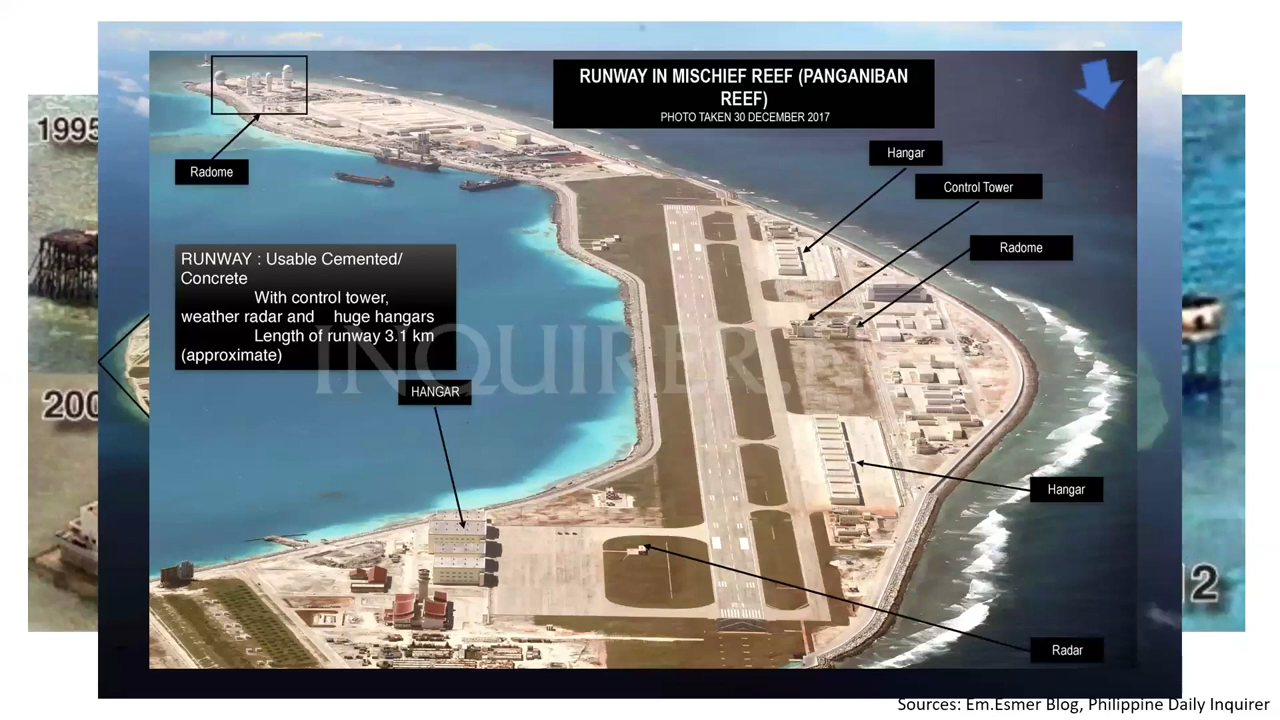 1995
200
12
RUNWAY IN MISCHIEF REEF (PANGANIBAN
REEF)
PHOTO TAKEN 30 DECEMBER 2017
Hangar
Control Tower
Radome
Radome
RUNWAY : Usable Cemented/
Concrete
With control tower,
weather radar and huge hangars
Length of runway 3.1 km
(approximate)
INQUIRER.
HANGAR
Hangar
Radar
Sources: Em.Esmer Blog, Philippine Daily Inquirer